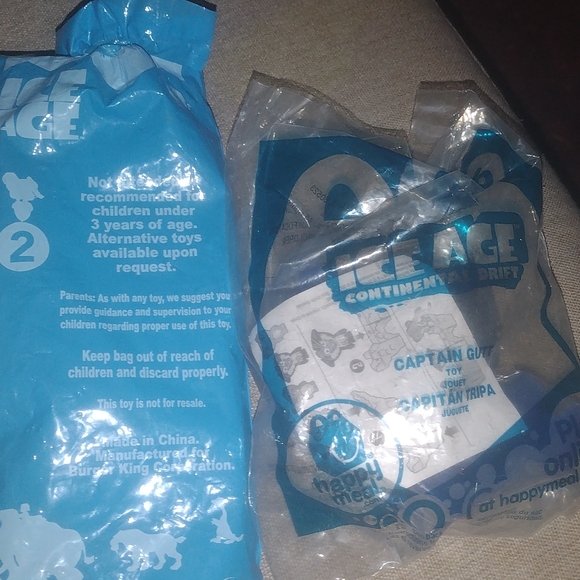 ICE
AGE
2
recommended for
children under
3 years of age.
Alternative toys
available upon
request.
Parents: As with any toy, we suggest you
provide guidance and supervision to your
children regarding proper use of this toy.
Keep bag out of reach of
children and discard properly.
This toy is not for resale.
Made in China.
Manufactured for
Burger King Corporation.
ICE AGE
CONTINENTAL DRIFT
CAPTAIN GUTT
TOY
JOUET
CAPITÁN TRIPA
JUGUETE
happy
meal
at happymeal